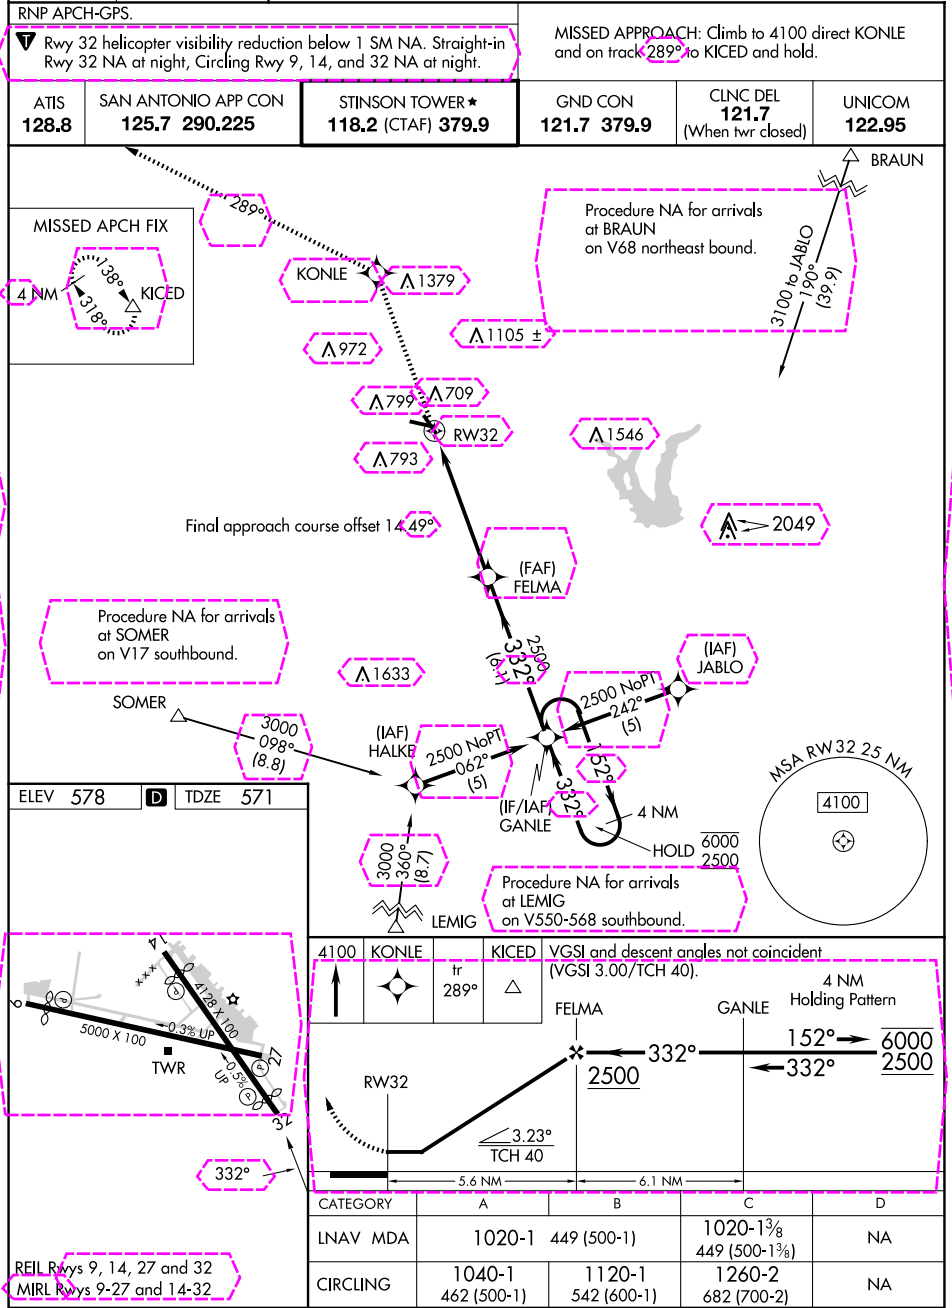 RNP APCH-GPS.
T
Rwy 32 helicopter visibility reduction below 1 SM NA. Straight-in
Rwy 32 NA at night, Circling Rwy 9, 14, and 32 NA at night.
MISSED APPROACH: Climb to 4100 direct KONLE
and on track 289° to KICED and hold.
ATIS
128.8
SAN ANTONIO APP CON
125.7 290.225
STINSON TOWER ★
118.2 (CTAF) 379.9
GND CON
121.7 379.9
CLNC DEL
121.7
(When twr closed)
UNICOM
122.95
BRAUN
289°
Procedure NA for arrivals
at BRAUN
on V68 northeast bound.
3100 to JABLO
190°
(39.9)
MISSED APCH FIX
4 NM
138°
318°
KICED
KONLE
1379
1105 ±
972
799
709
RW32
793
1546
2049
Final approach course offset 14.49°
(FAF)
FELMA
Procedure NA for arrivals
at SOMER
on V17 southbound.
1633
2500
332°
(6.1)
(IAF)
JABLO
2500 NoPT
242°
(5)
SOMER
3000
098°
(8.8)
(IAF)
HALKE
2500 NoPT
062°
(5)
152°
332°
(IF/IAF)
GANLE
4 NM
HOLD 6000
2500
MSA RW32 25 NM
4100
3000
360°
(8.7)
LEMIG
Procedure NA for arrivals
at LEMIG
on V550-568 southbound.
ELEV 578
D
TDZE 571
14
9
4128 X 100
5000 X 100
0.3% UP
P
P
P
P
TWR
27
0.5%
UP
32
332°
REIL Rwys 9, 14, 27 and 32
MIRL Rwys 9-27 and 14-32
4100
KONLE
tr
289°
KICED
VGSI and descent angles not coincident
(VGSI 3.00/TCH 40).
4 NM
Holding Pattern
FELMA
GANLE
152°
6000
332°
332°
2500
2500
RW32
3.23°
TCH 40
5.6 NM
6.1 NM
CATEGORY A B C D
LNAV MDA 1020-1 449 (500-1) 1020-1⅜ 449 (500-1⅜) NA
CIRCLING 1040-1 462 (500-1) 1120-1 542 (600-1) 1260-2 682 (700-2) NA